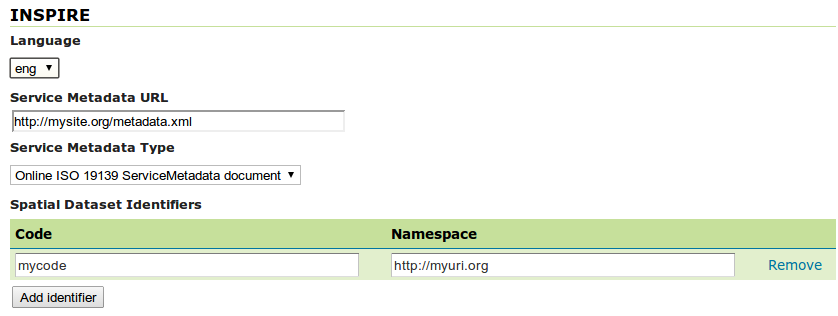 INSPIRE
Language
eng
Service Metadata URL
http://mysite.org/metadata.xml
Service Metadata Type
Online ISO 19139 ServiceMetadata document
Spatial Dataset Identifiers
Code Namespace
mycode http://myuri.org Remove
Add identifier